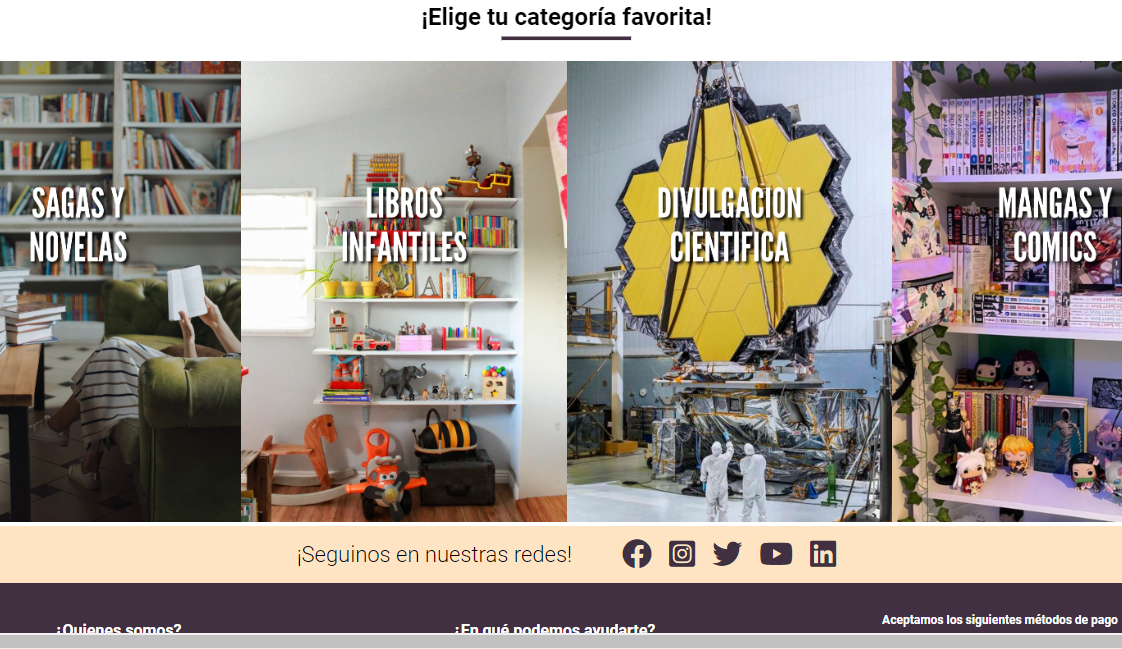 ¡Elige tu categoría favorita!
SAGAS Y
NOVELAS
LIBROS
INFANTILES
DIVULGACION
CIENTIFICA
MANGAS Y
COMICS
A Z
¡Seguinos en nuestras redes!
¿Quienes somos?
¿En qué podemos ayudarte?
Aceptamos los siguientes métodos de pago